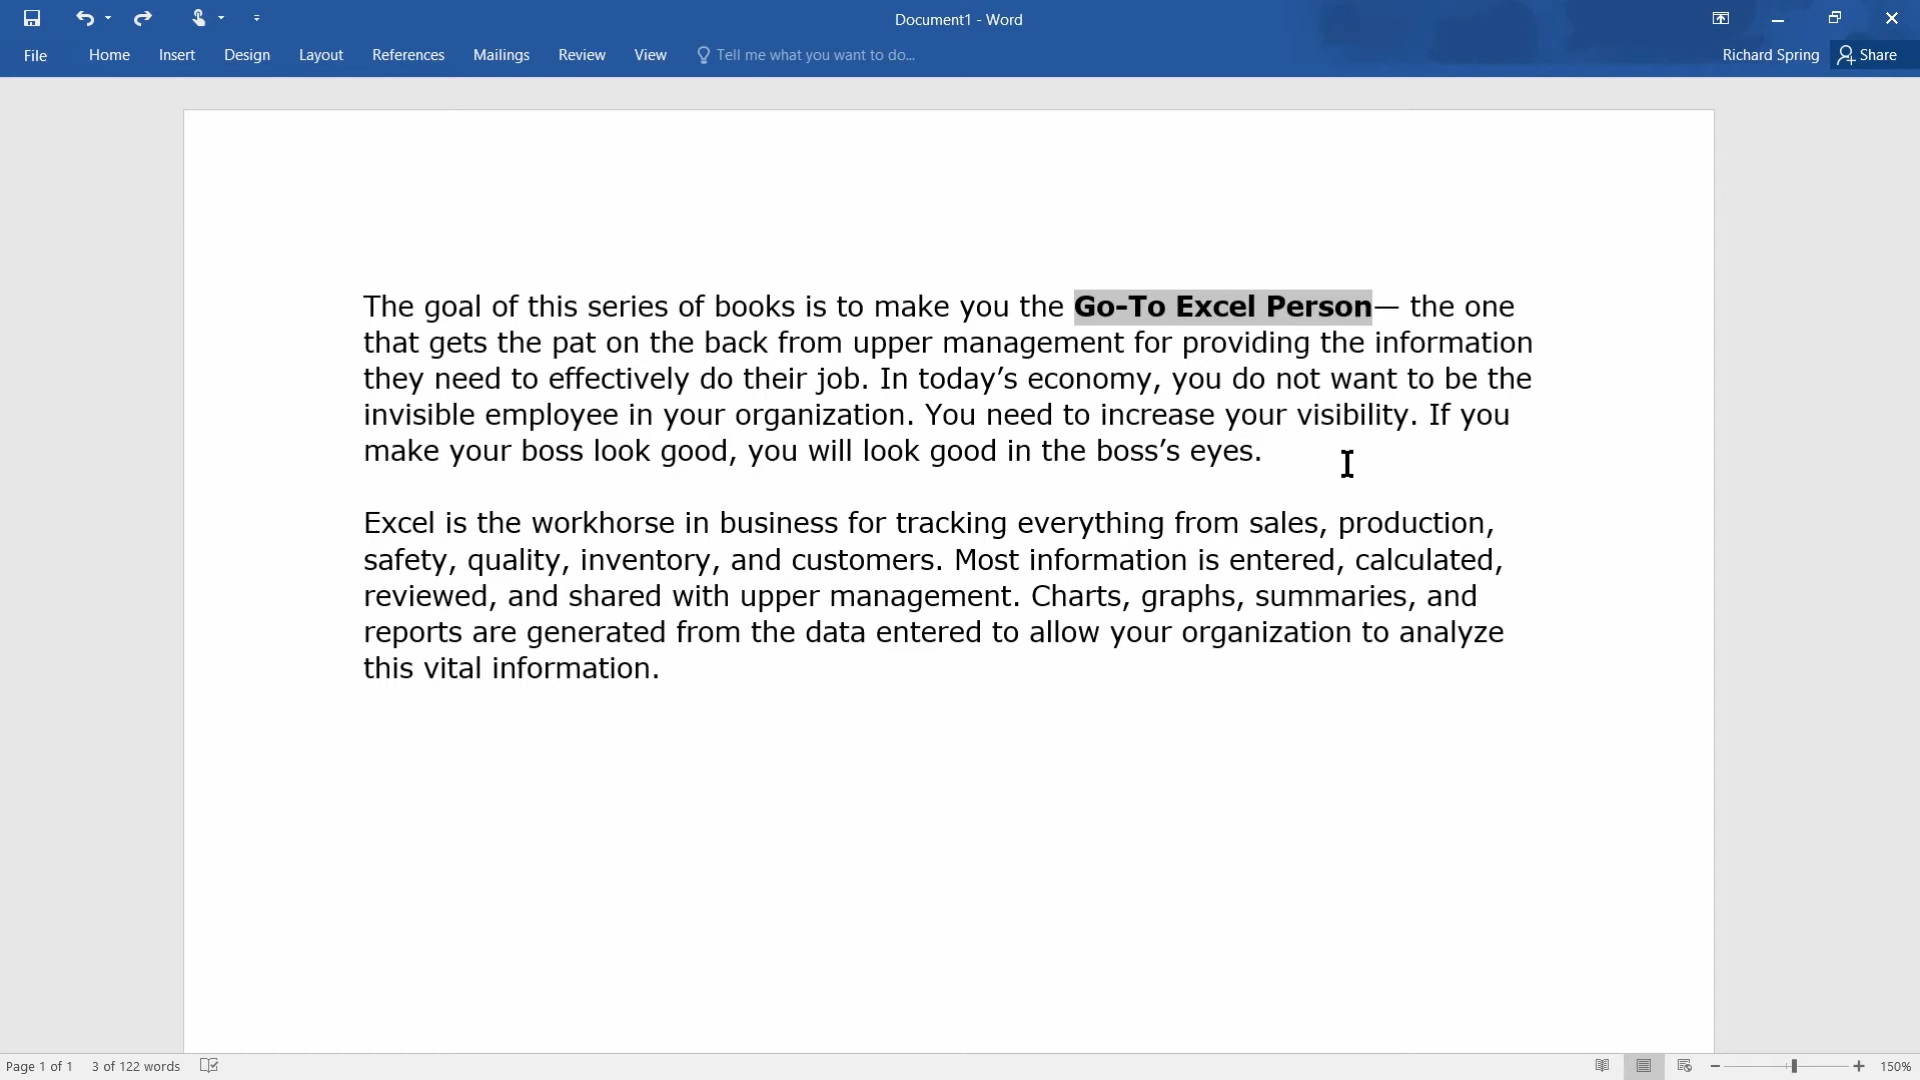 Document1 - Word
File Home Insert Design Layout References Mailings Review View Tell me what you want to do... Richard Spring Share
The goal of this series of books is to make you the Go-To Excel Person— the one
that gets the pat on the back from upper management for providing the information
they need to effectively do their job. In today’s economy, you do not want to be the
invisible employee in your organization. You need to increase your visibility. If you
make your boss look good, you will look good in the boss’s eyes.
Excel is the workhorse in business for tracking everything from sales, production,
safety, quality, inventory, and customers. Most information is entered, calculated,
reviewed, and shared with upper management. Charts, graphs, summaries, and
reports are generated from the data entered to allow your organization to analyze
this vital information.
Page 1 of 1 3 of 122 words 150%